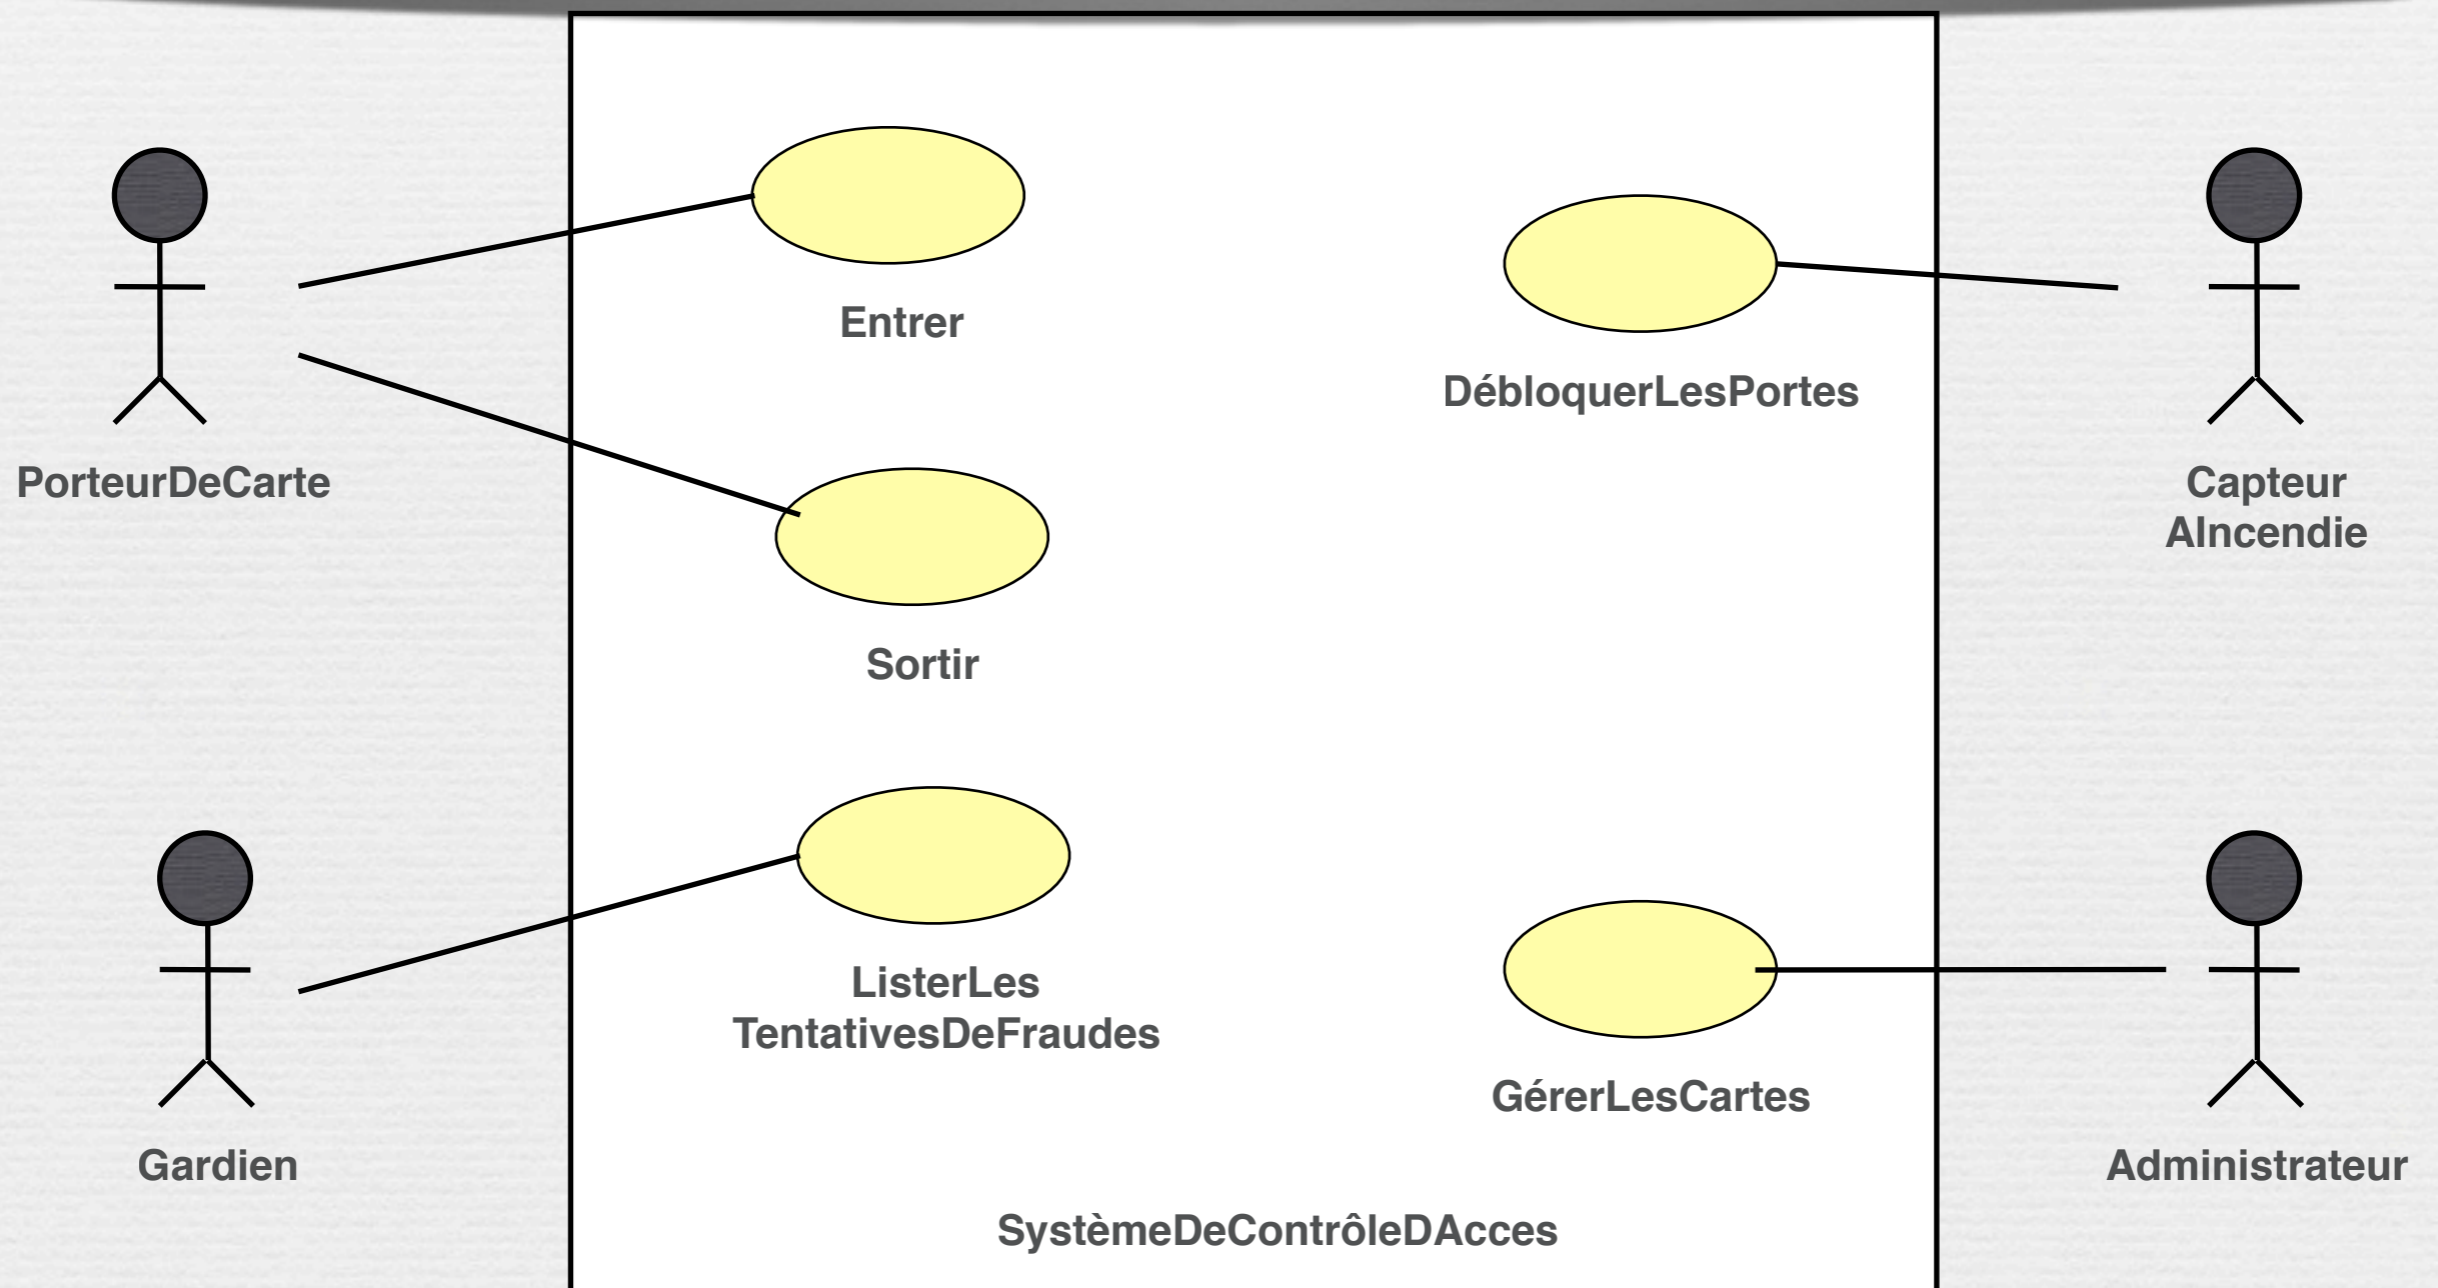 Entrer
DébloquerLesPortes
PorteurDeCarte
Capteur
AIncendie
Sortir
ListerLes
TentativesDeFraudes
GérerLesCartes
Gardien
Administrateur
SystèmeDeContrôleDAcces